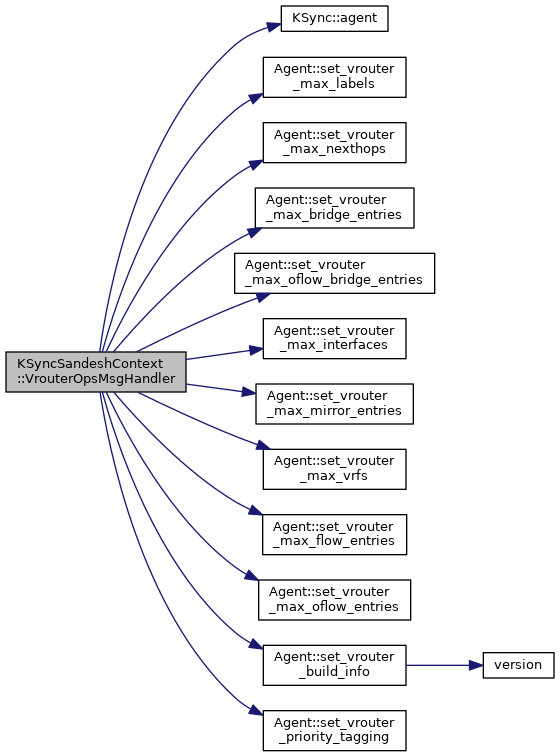 KSync::agent
Agent::set_vrouter
_max_labels
Agent::set_vrouter
_max_nexthops
Agent::set_vrouter
_max_bridge_entries
Agent::set_vrouter
_max_oflow_bridge_entries
Agent::set_vrouter
_max_interfaces
KSyncSandeshContext
::VrouterOpsMsgHandler
Agent::set_vrouter
_max_mirror_entries
Agent::set_vrouter
_max_vrfs
Agent::set_vrouter
_max_flow_entries
Agent::set_vrouter
_max_oflow_entries
Agent::set_vrouter
_build_info
version
Agent::set_vrouter
_priority_tagging